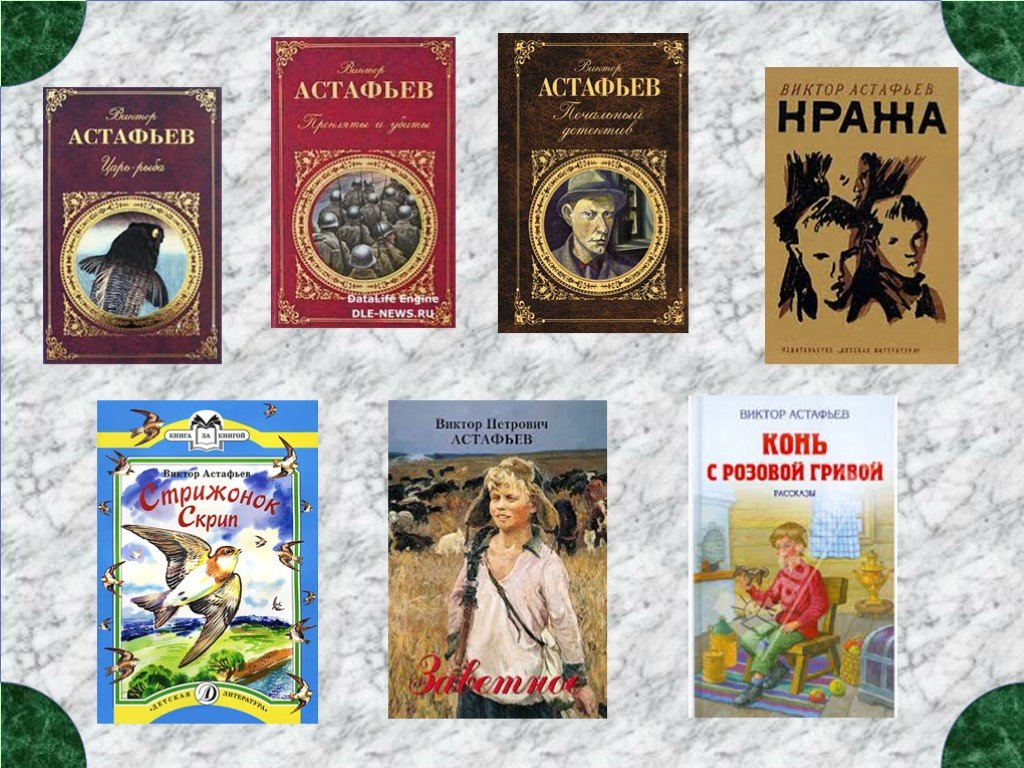 Виктор
АСТАФЬЕВ
Царь-рыба
Виктор
АСТАФЬЕВ
Прокляты и убиты
DataLife Engine
DLE-NEWS.RU
Виктор
АСТАФЬЕВ
Печальный
детектив
ВИКТОР АСТАФЬЕВ
КРАЖА
ИЗДАТЕЛЬСТВО «ДЕТСКАЯ ЛИТЕРАТУРА»
КНИГА ЗА КНИГОЙ
Виктор Астафьев
Стрижонок
Скрип
«ДЕТСКАЯ ЛИТЕРАТУРА»
Виктор Петрович
АСТАФЬЕВ
Заветное
ВИКТОР АСТАФЬЕВ
КОНЬ
С РОЗОВОЙ ГРИВОЙ
РАССКАЗЫ